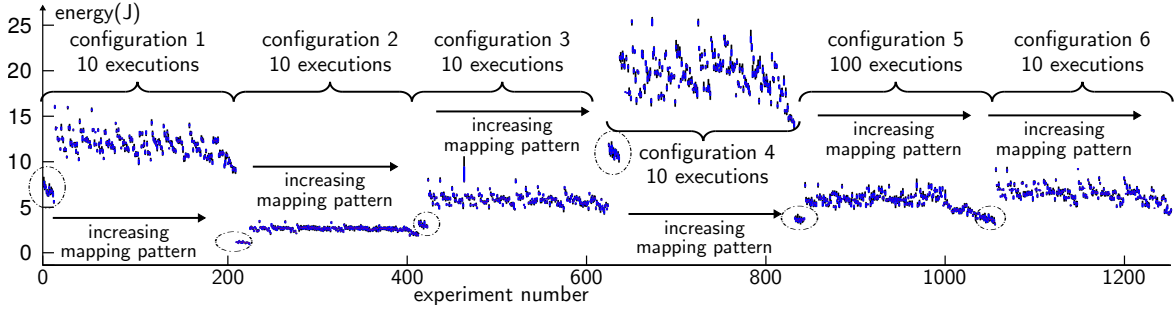 energy(J)
25
20
15
10
5
0
configuration 1
10 executions
configuration 2
10 executions
configuration 3
10 executions
configuration 4
10 executions
configuration 5
100 executions
configuration 6
10 executions
increasing
mapping pattern
increasing
mapping pattern
increasing
mapping pattern
increasing
mapping pattern
increasing
mapping pattern
increasing
mapping pattern
0
200
400
600
800
1000
1200
experiment number